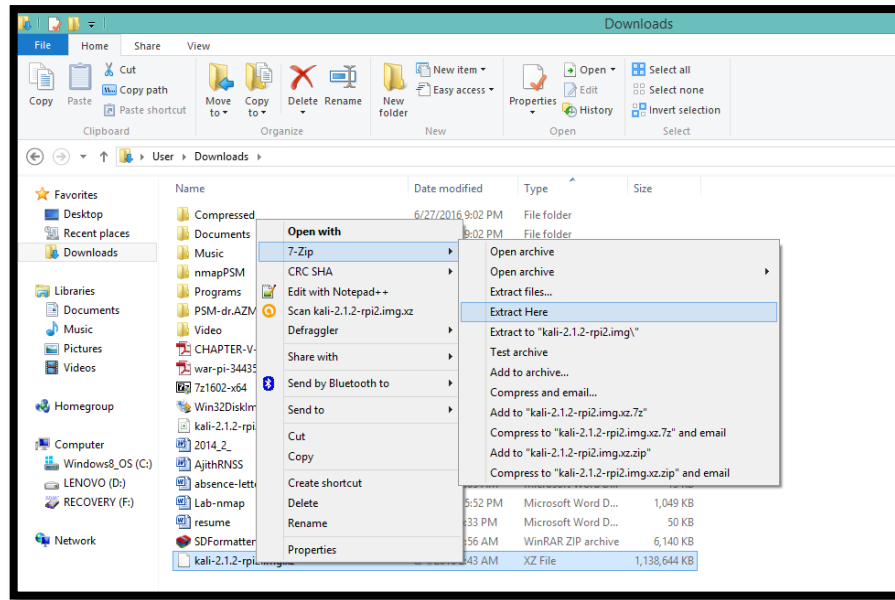 Downloads
File Home Share View
Copy
Paste
Cut
Copy path
Paste shortcut
Clipboard
Move to
Copy to
Delete
Rename
Organize
New folder
New item
Easy access
New
Properties
Open
Edit
History
Open
Select all
Select none
Invert selection
Select
User Downloads
Favorites
Desktop
Recent places
Downloads
Libraries
Documents
Music
Pictures
Videos
Homegroup
Computer
Windows8_OS (C:)
LENOVO (D:)
RECOVERY (F:)
Network
Name Date modified Type Size
Compressed 6/27/2016 9:02 PM File folder
Documents 9:02 PM File folder
Music
nmapPSM
Programs
PSM-dr.AZM
Video
CHAPTER-V-
war-pi-34435
7z1602-x64
Win32DiskIm
kali-2.1.2-rpi
2014_2_
AjithRNSS
absence-lette
Lab-nmap 5:52 PM Microsoft Word D... 1,049 KB
resume :33 PM Microsoft Word D... 50 KB
SDFormatter :56 AM WinRAR ZIP archive 6,140 KB
kali-2.1.2-rpi2.img.xz :43 AM XZ File 1,138,644 KB
Open with
7-Zip
CRC SHA
Edit with Notepad++
Scan kali-2.1.2-rpi2.img.xz
Defraggler
Share with
Send by Bluetooth to
Send to
Cut
Copy
Create shortcut
Delete
Rename
Properties
Open archive
Open archive
Extract files...
Extract Here
Extract to "kali-2.1.2-rpi2.img\"
Test archive
Add to archive...
Compress and email...
Add to "kali-2.1.2-rpi2.img.xz.7z"
Compress to "kali-2.1.2-rpi2.img.xz.7z" and email
Add to "kali-2.1.2-rpi2.img.xz.zip"
Compress to "kali-2.1.2-rpi2.img.xz.zip" and email